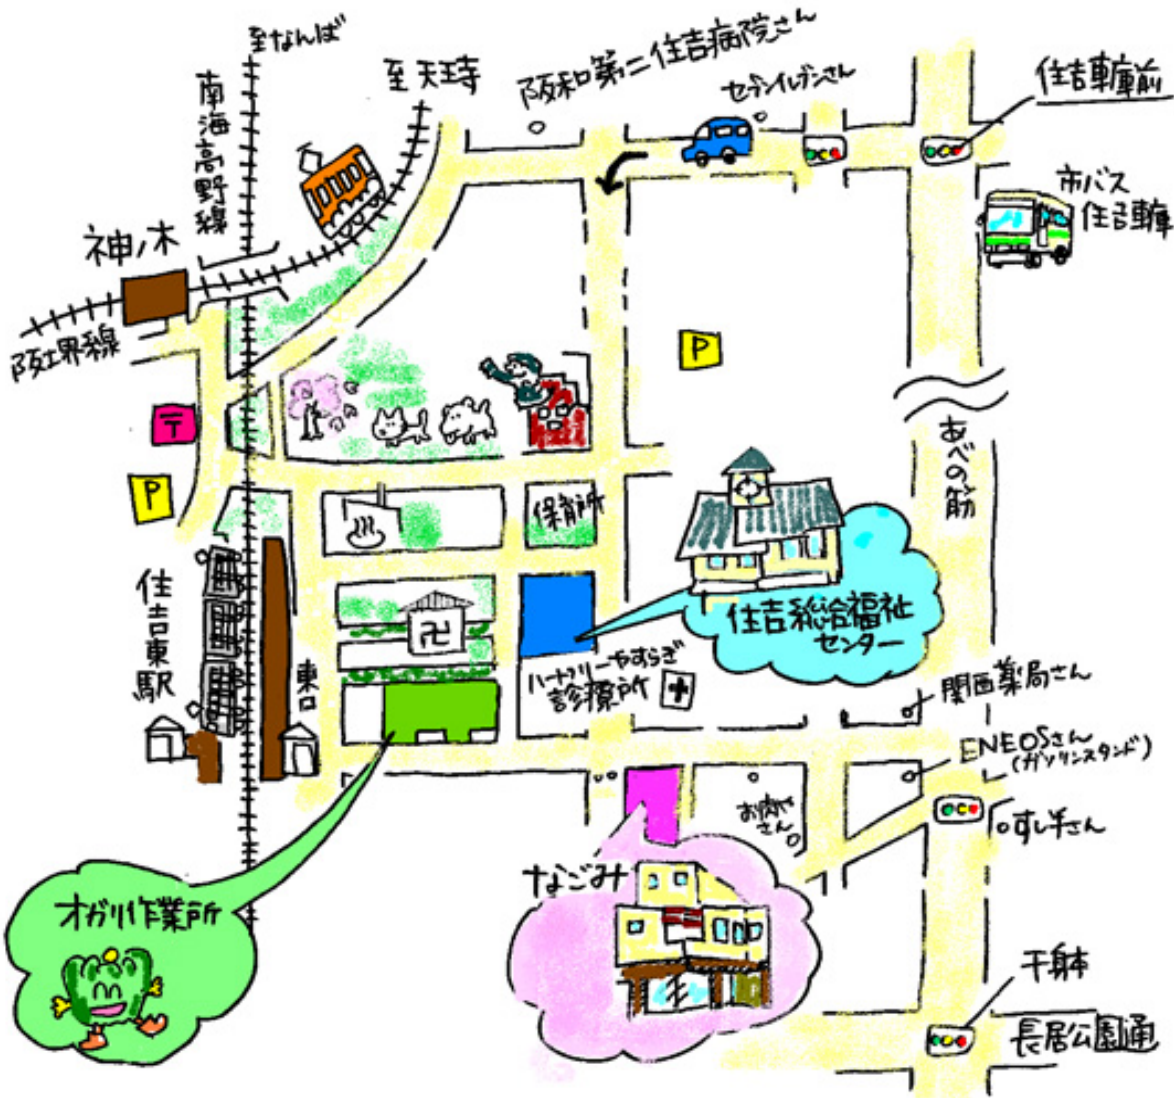 至なんば
南海高野線
至天王寺
阪和第二住吉病院さん
セブンイレブンさん
住吉車庫前
市バス
住吉車庫
神ノ木
阪堺線
〒
P
P
あべの筋
保育所
住吉総合福祉
センター
卍
住吉東駅
東口
ハートフリーやすらぎ
診療所
関西薬局さん
ENEOSさん
(ガソリンスタンド)
すし半さん
お肉やさん
オガリ作業所
なごみ
千躰
長居公園通